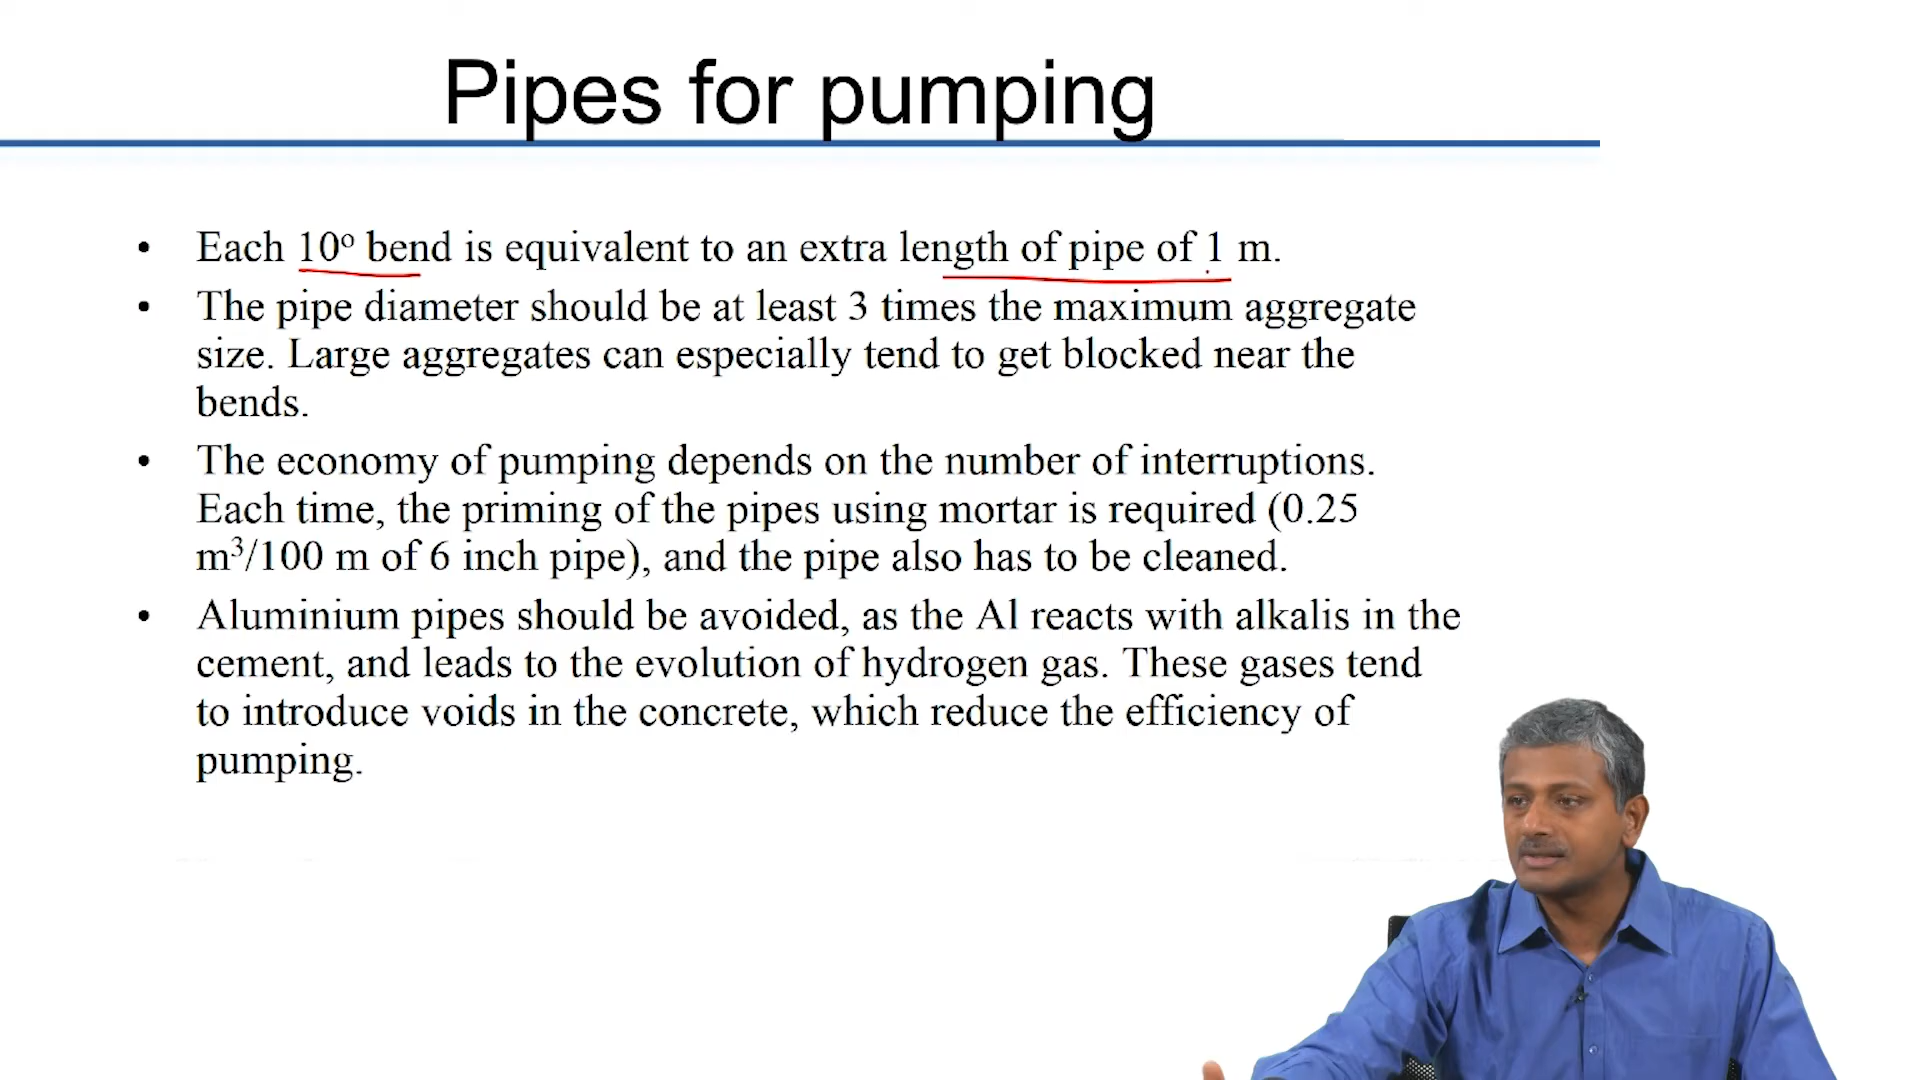 Pipes for pumping
• Each 10º bend is equivalent to an extra length of pipe of 1 m.
• The pipe diameter should be at least 3 times the maximum aggregate
size. Large aggregates can especially tend to get blocked near the
bends.
• The economy of pumping depends on the number of interruptions.
Each time, the priming of the pipes using mortar is required (0.25
m³/100 m of 6 inch pipe), and the pipe also has to be cleaned.
• Aluminium pipes should be avoided, as the Al reacts with alkalis in the
cement, and leads to the evolution of hydrogen gas. These gases tend
to introduce voids in the concrete, which reduce the efficiency of
pumping.